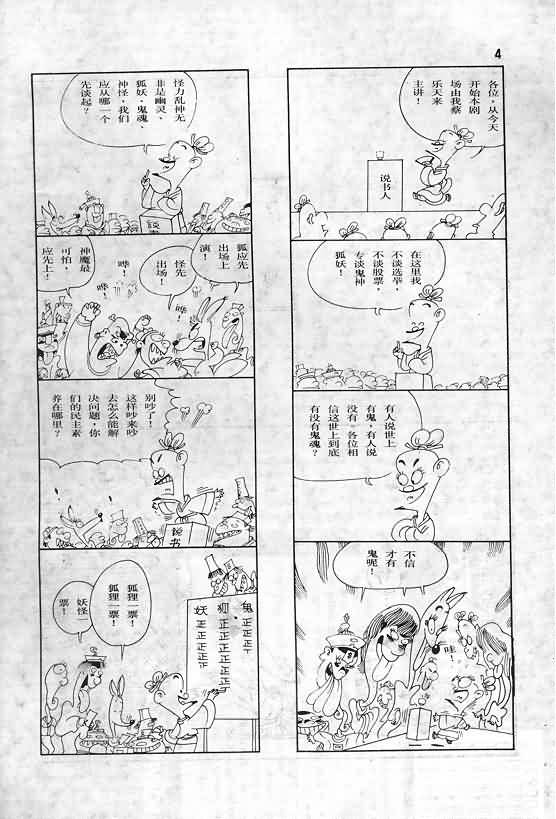 4
各位，从今天
开始本剧
场由我蔡
乐天来
主讲！
说书人
在这里我
不谈选举，
不谈股票，
专谈鬼神
狐妖！
有人说世上
有鬼，有人说
没有。各位相
信这世上到底
有没有鬼魂？
不信
才有
鬼呢！
哇！
怪力乱神无
非是幽灵、
狐妖、鬼魂、
神怪，我们
应从哪一个
先谈起？
説书
狐应先
出场上
演！
怪先
出场！
哗！
哗！
神魔最
可怕，
应先上！
别吵了！
这样吵来吵
去怎么能解
决问题，你
们的民主素
养在哪里？
説书
狐狸一票！
妖怪一
票！
鬼正正正正
正正正正正
妖正正正